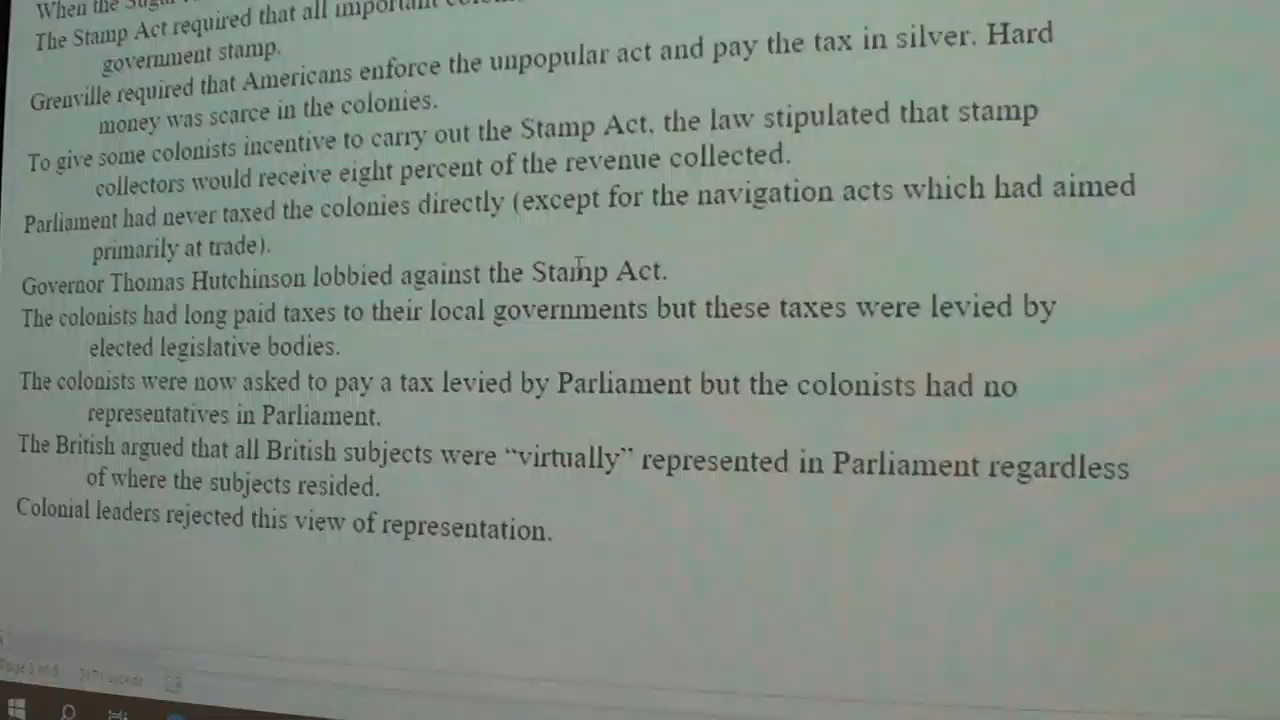 When the Sugar
The Stamp Act required that all important
government stamp.
Grenville required that Americans enforce the unpopular act and pay the tax in silver. Hard
money was scarce in the colonies.
To give some colonists incentive to carry out the Stamp Act, the law stipulated that stamp
collectors would receive eight percent of the revenue collected.
Parliament had never taxed the colonies directly (except for the navigation acts which had aimed
primarily at trade).
Governor Thomas Hutchinson lobbied against the Stamp Act.
The colonists had long paid taxes to their local governments but these taxes were levied by
elected legislative bodies.
The colonists were now asked to pay a tax levied by Parliament but the colonists had no
representatives in Parliament.
The British argued that all British subjects were “virtually” represented in Parliament regardless
of where the subjects resided.
Colonial leaders rejected this view of representation.